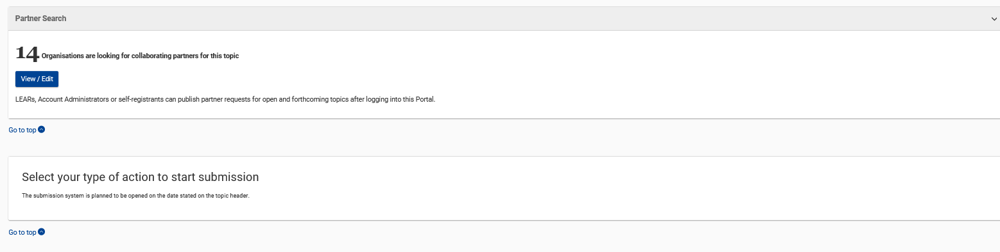 Partner Search
14 Organisations are looking for collaborating partners for this topic
View / Edit
LEARs, Account Administrators or self-registrants can publish partner requests for open and forthcoming topics after logging into this Portal.
Go to top
Select your type of action to start submission
The submission system is planned to be opened on the date stated on the topic header.
Go to top